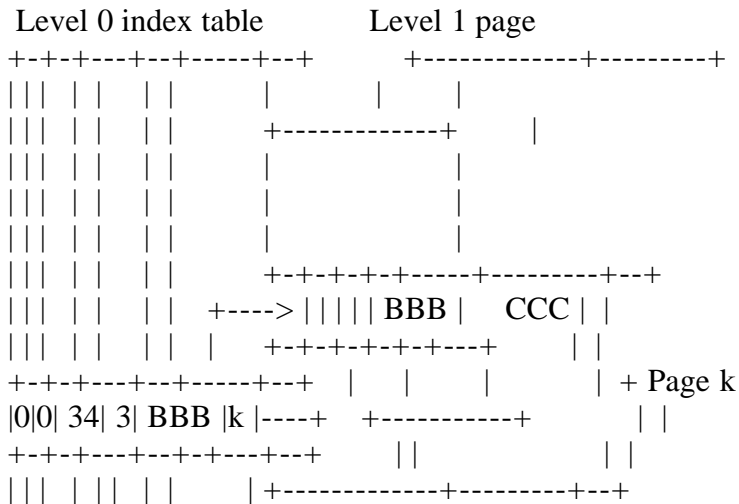 Level 0 index table Level 1 page
+-+-+---+--+-----+--+ +-------------+---------+
| | | | | | | | | |
| | | | | | | +-------------+ |
| | | | | | | | |
| | | | | | | | |
| | | | | | | | |
| | | | | | | +-+-+-+-+-----+----------+--+
| | | | | | | +----> | | | | | BBB | CCC | |
| | | | | | | | +-+-+-+-+-+---+ | |
+-+-+---+--+-----+--+ | | | | + Page k
|0|0| 34| 3| BBB |k |----+ +------------+ | |
+-+-+---+--+-+---+--+ | | | |
| | | | | | | | | +-------------+--------+--+